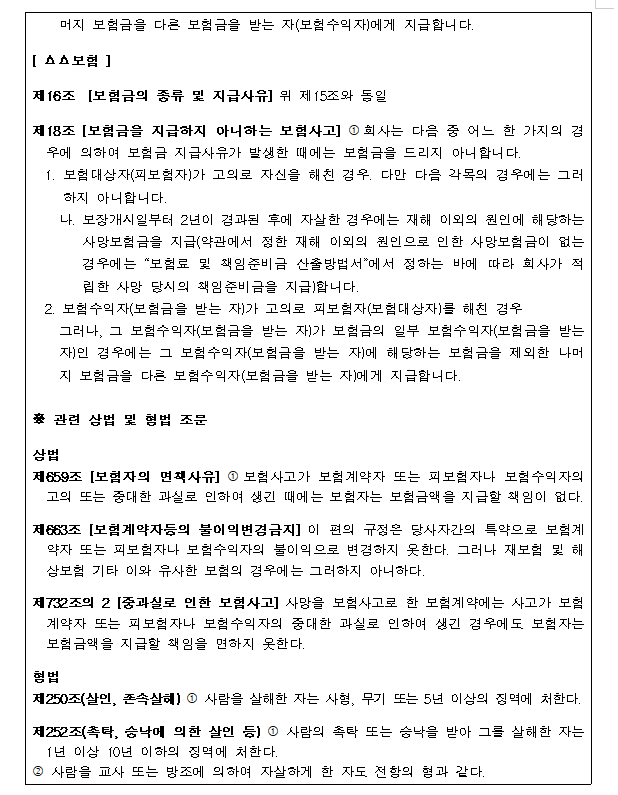 머지 보험금을 다른 보험금을 받는 자(보험수익자)에게 지급합니다.
[ △△보험 ]
제16조 [보험금의 종류 및 지급사유] 위 제15조와 동일
제18조 [보험금을 지급하지 아니하는 보험사고] ① 회사는 다음 중 어느 한 가지의 경
우에 의하여 보험금 지급사유가 발생한 때에는 보험금을 드리지 아니합니다.
1. 보험대상자(피보험자)가 고의로 자신을 해친 경우. 다만 다음 각목의 경우에는 그러
하지 아니합니다.
나. 보장개시일부터 2년이 경과된 후에 자살한 경우에는 재해 이외의 원인에 해당하는
사망보험금을 지급(약관에서 정한 재해 이외의 원인으로 인한 사망보험금이 없는
경우에는 “보험료 및 책임준비금 산출방법서”에서 정하는 바에 따라 회사가 적
립한 사망 당시의 책임준비금을 지급)합니다.
2. 보험수익자(보험금을 받는 자)가 고의로 피보험자(보험대상자)를 해친 경우
그러나, 그 보험수익자(보험금을 받는 자)가 보험금의 일부 보험수익자(보험금을 받는
자)인 경우에는 그 보험수익자(보험금을 받는 자)에 해당하는 보험금을 제외한 나머
지 보험금을 다른 보험수익자(보험금을 받는 자)에게 지급합니다.
※ 관련 상법 및 형법 조문
상법
제659조 [보험자의 면책사유] ① 보험사고가 보험계약자 또는 피보험자나 보험수익자의
고의 또는 중대한 과실로 인하여 생긴 때에는 보험자는 보험금액을 지급할 책임이 없다.
제663조 [보험계약자등의 불이익변경금지] 이 편의 규정은 당사자간의 특약으로 보험계
약자 또는 피보험자나 보험수익자의 불이익으로 변경하지 못한다. 그러나 재보험 및 해
상보험 기타 이와 유사한 보험의 경우에는 그러하지 아니하다.
제732조의 2 [중과실로 인한 보험사고] 사망을 보험사고로 한 보험계약에는 사고가 보험
계약자 또는 피보험자나 보험수익자의 중대한 과실로 인하여 생긴 경우에도 보험자는
보험금액을 지급할 책임을 면하지 못한다.
형법
제250조(살인, 존속살해) ① 사람을 살해한 자는 사형, 무기 또는 5년 이상의 징역에 처한다.
제252조(촉탁, 승낙에 의한 살인 등) ① 사람의 촉탁 또는 승낙을 받아 그를 살해한 자는
1년 이상 10년 이하의 징역에 처한다.
② 사람을 교사 또는 방조에 의하여 자살하게 한 자도 전항의 형과 같다.